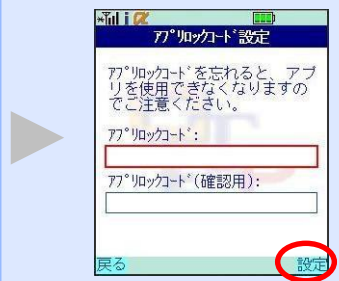 ｱﾌﾟﾘﾛｯｸｺｰﾄﾞ設定
ｱﾌﾟﾘﾛｯｸｺｰﾄﾞを忘れると、アプ
リを使用できなくなりますの
でご注意ください。
ｱﾌﾟﾘﾛｯｸｺｰﾄﾞ:
ｱﾌﾟﾘﾛｯｸｺｰﾄﾞ(確認用):
戻る 設定